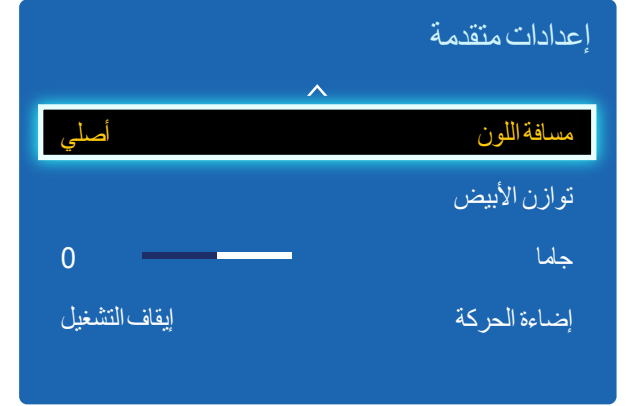 إعدادات متقدمة
مسافة اللون أصلي
توازن الأبيض
جاما 0
إضاءة الحركة إيقاف التشغيل